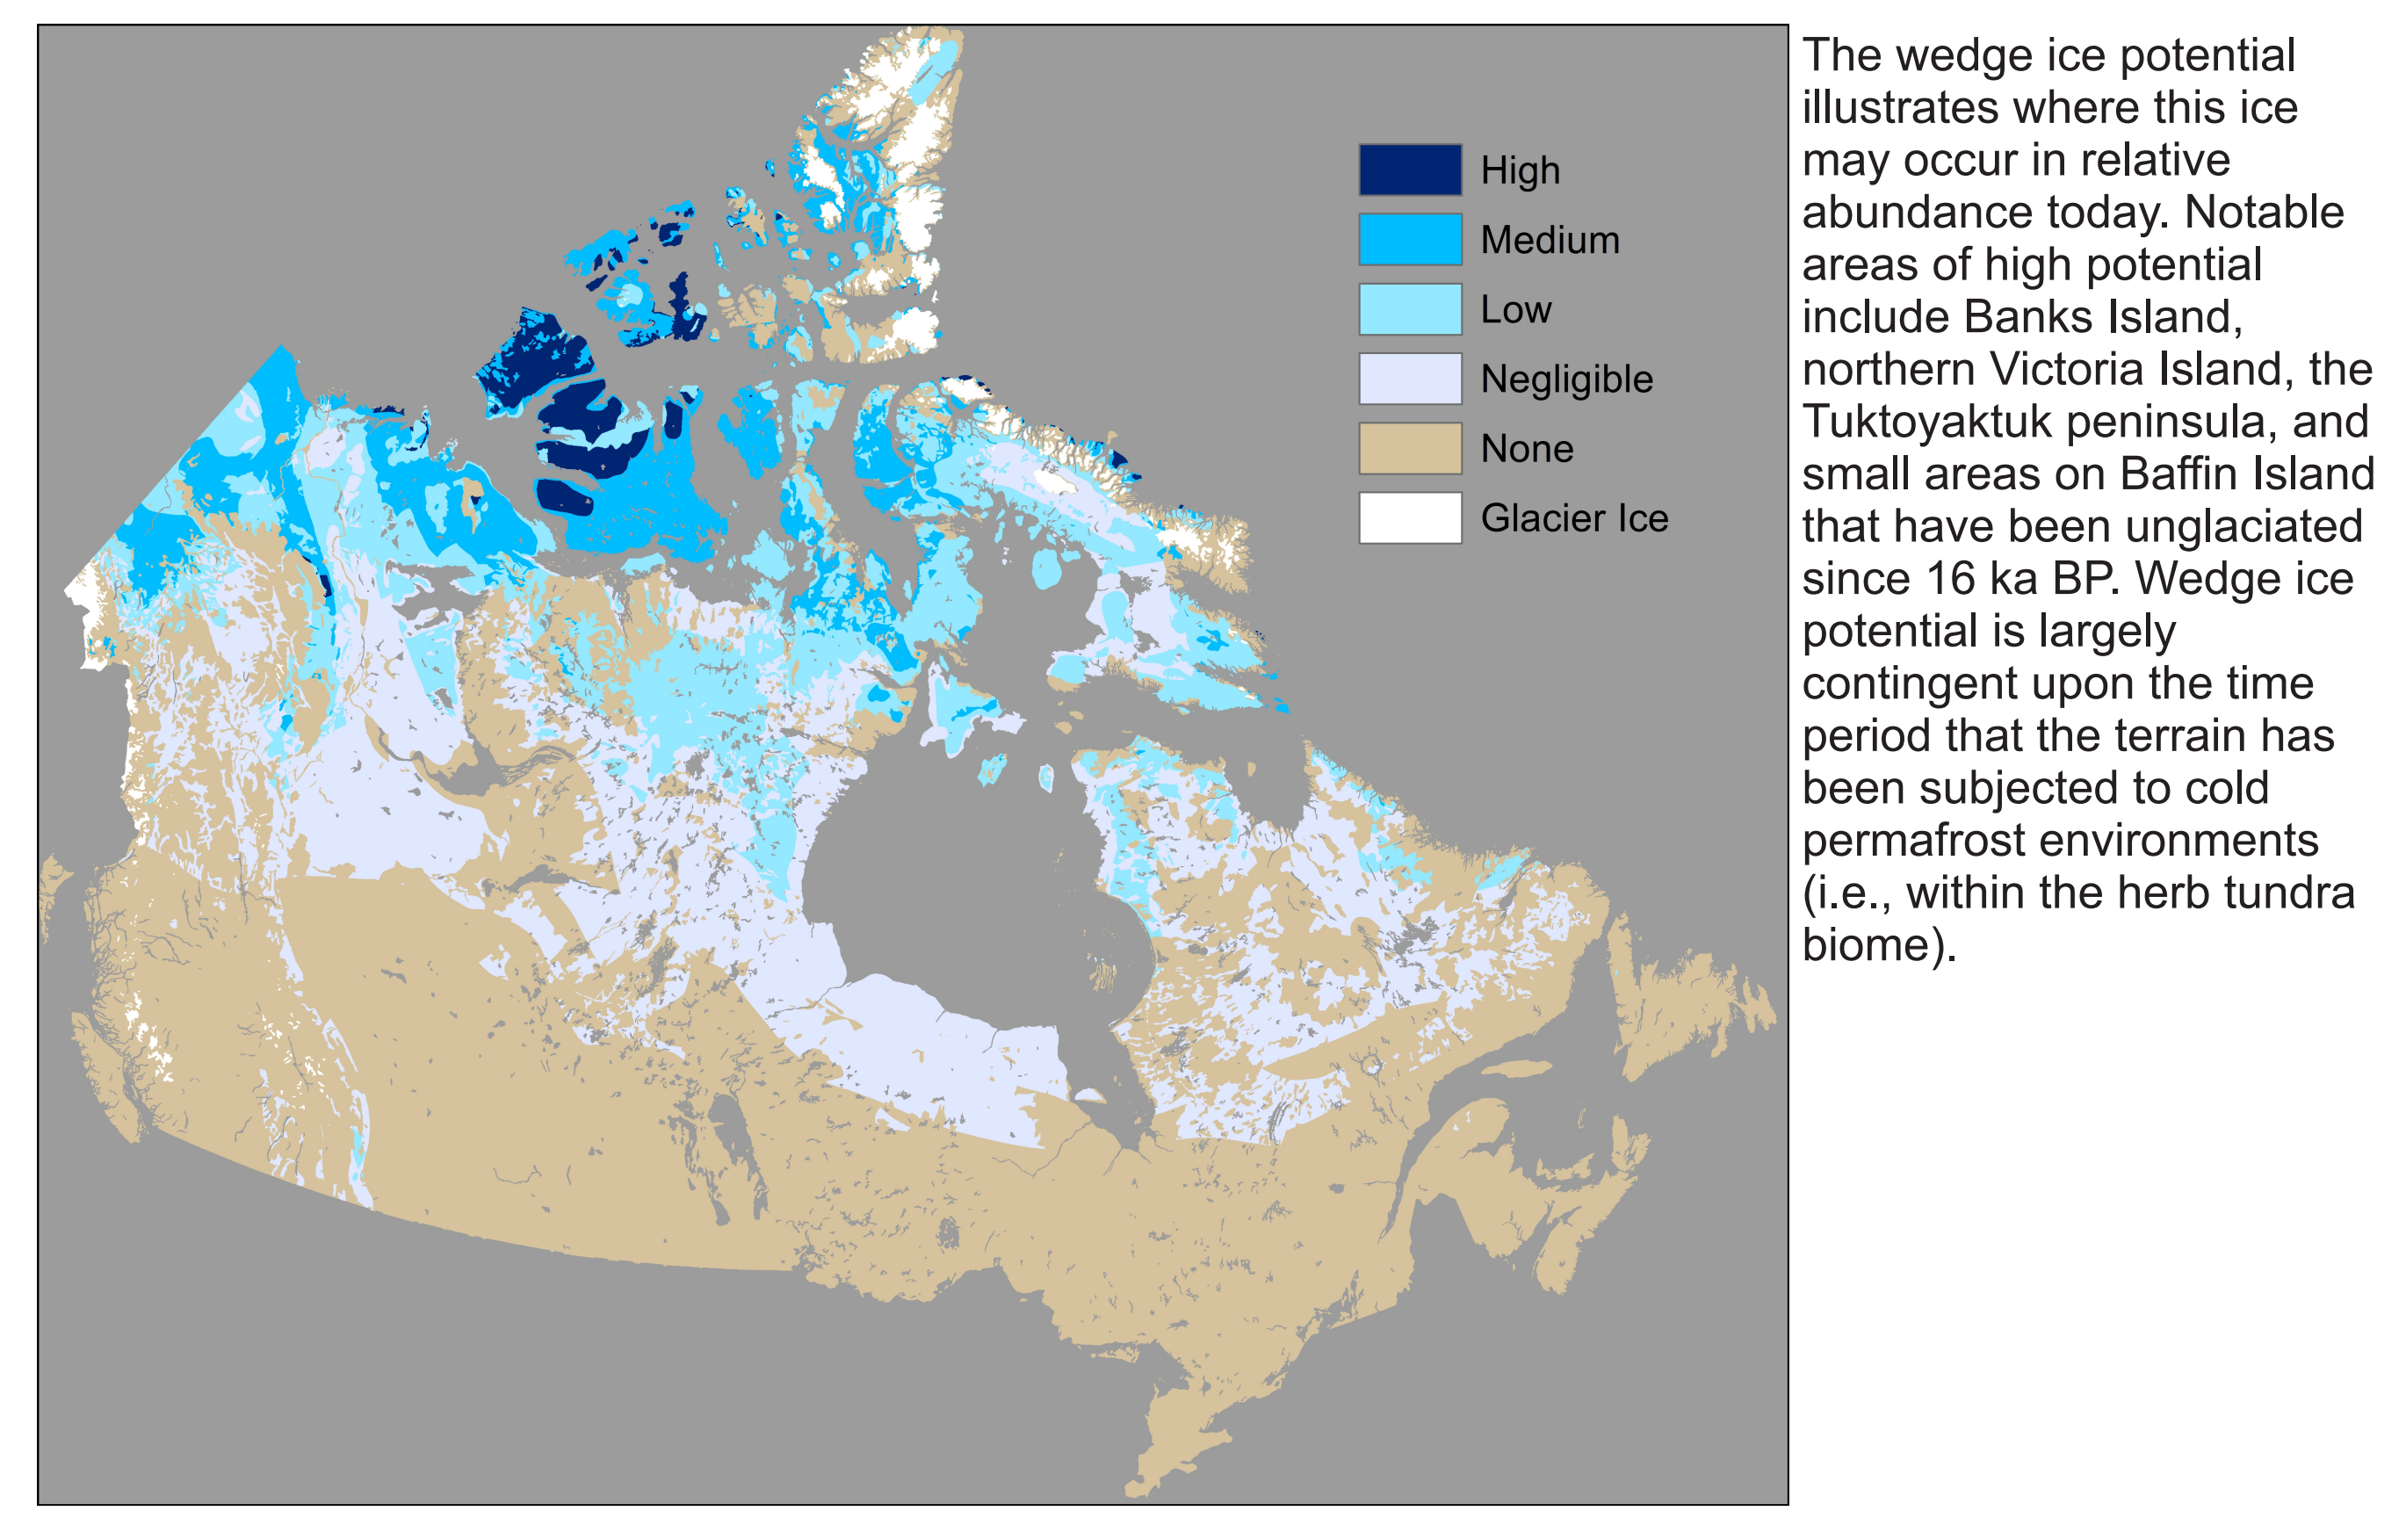 High
Medium
Low
Negligible
None
Glacier Ice
The wedge ice potential
illustrates where this ice
may occur in relative
abundance today. Notable
areas of high potential
include Banks Island,
northern Victoria Island, the
Tuktoyaktuk peninsula, and
small areas on Baffin Island
that have been unglaciated
since 16 ka BP. Wedge ice
potential is largely
contingent upon the time
period that the terrain has
been subjected to cold
permafrost environments
(i.e., within the herb tundra
biome).